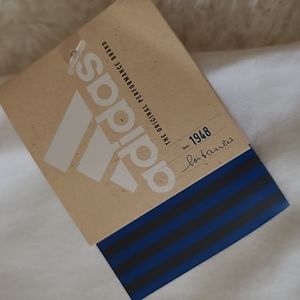 adidas
THE ORIGINAL PERFORMANCE BRAND
1948